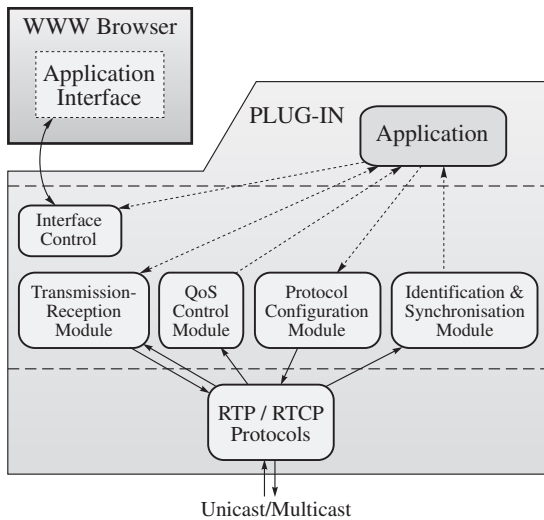 WWW Browser
Application
Interface
PLUG-IN
Application
Interface
Control
Transmission-
Reception
Module
QoS
Control
Module
Protocol
Configuration
Module
Identification &
Synchronisation
Module
RTP / RTCP
Protocols
Unicast/Multicast